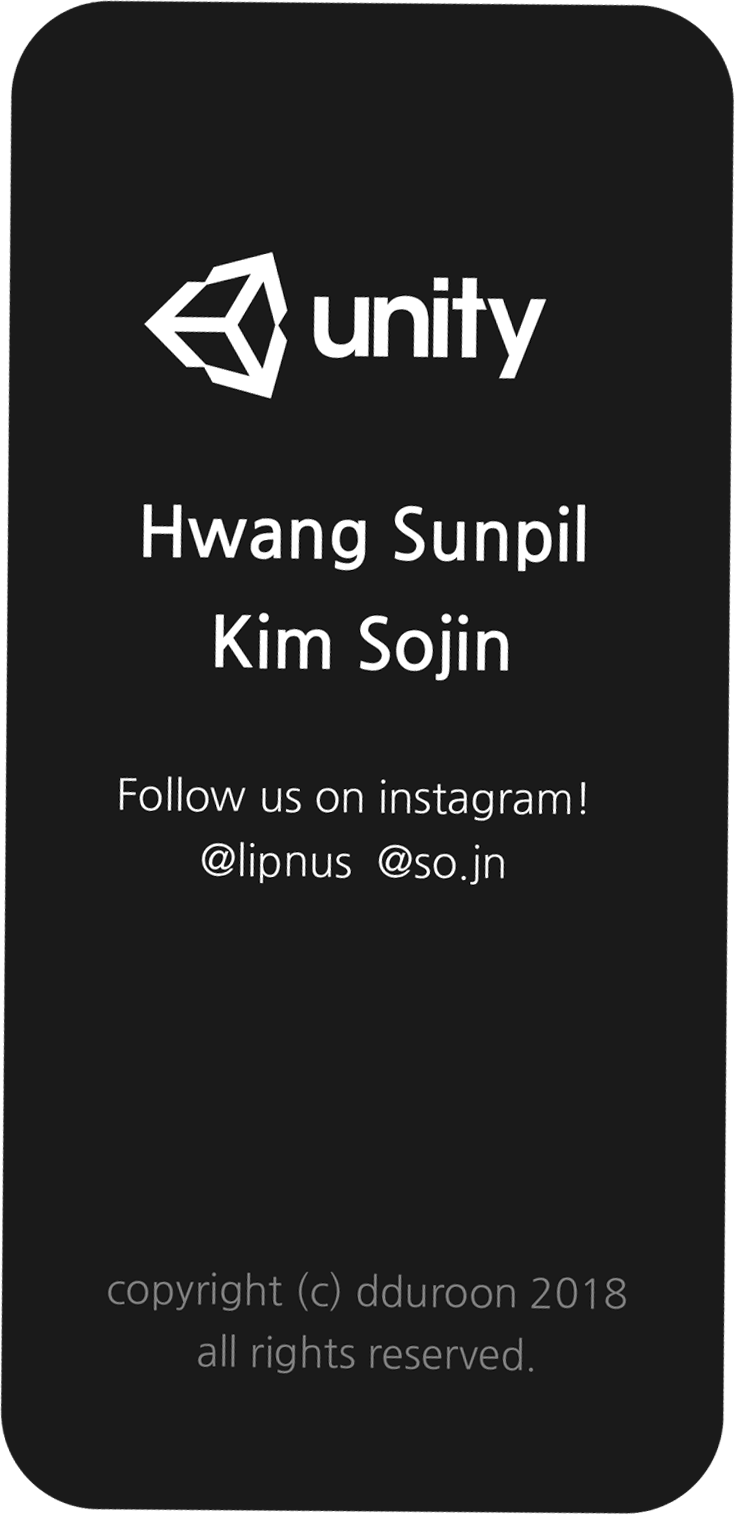 unity
Hwang Sunpil
Kim Sojin
Follow us on instagram!
@lipnus @so.jn
copyright (c) dduroon 2018
all rights reserved.